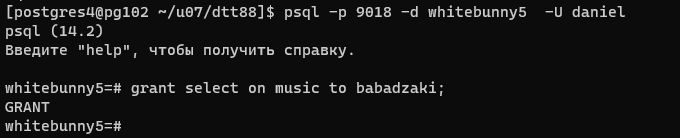 [postgres4@pg102 ~/u07/dtt88]$ psql -p 9018 -d whitebunny5  -U daniel
psql (14.2)
Введите "help", чтобы получить справку.
whitebunny5=# grant select on music to babadzaki;
GRANT
whitebunny5=#